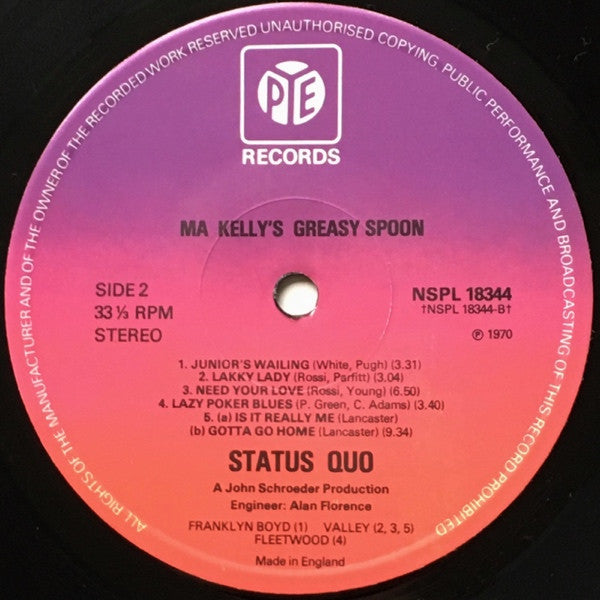 ALL RIGHTS OF THE MANUFACTURER AND OF THE OWNER OF THE RECORDED WORK RESERVED UNAUTHORISED COPYING, PUBLIC PERFORMANCE AND BROADCASTING OF THIS RECORD PROHIBITED
PYE
RECORDS
MA KELLY'S GREASY SPOON
SIDE 2
33⅓ RPM
STEREO
NSPL 18344
†NSPL 18344-B†
℗ 1970
1. JUNIOR'S WAILING (White, Pugh) (3.31)
2. LAKKY LADY (Rossi, Parfitt) (3.04)
3. NEED YOUR LOVE (Rossi, Young) (6.50)
4. LAZY POKER BLUES (P. Green, C. Adams) (3.40)
5. (a) IS IT REALLY ME (Lancaster)
(b) GOTTA GO HOME (Lancaster) (9.34)
STATUS QUO
A John Schroeder Production
Engineer: Alan Florence
FRANKLYN BOYD (1) VALLEY (2, 3, 5)
FLEETWOOD (4)
Made in England